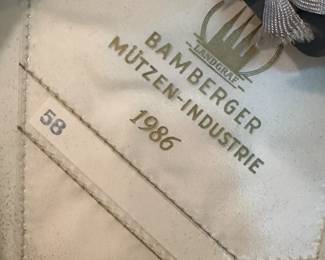 LANDGRAF
BAMBERGER
MÜTZEN-INDUSTRIE
1986
58